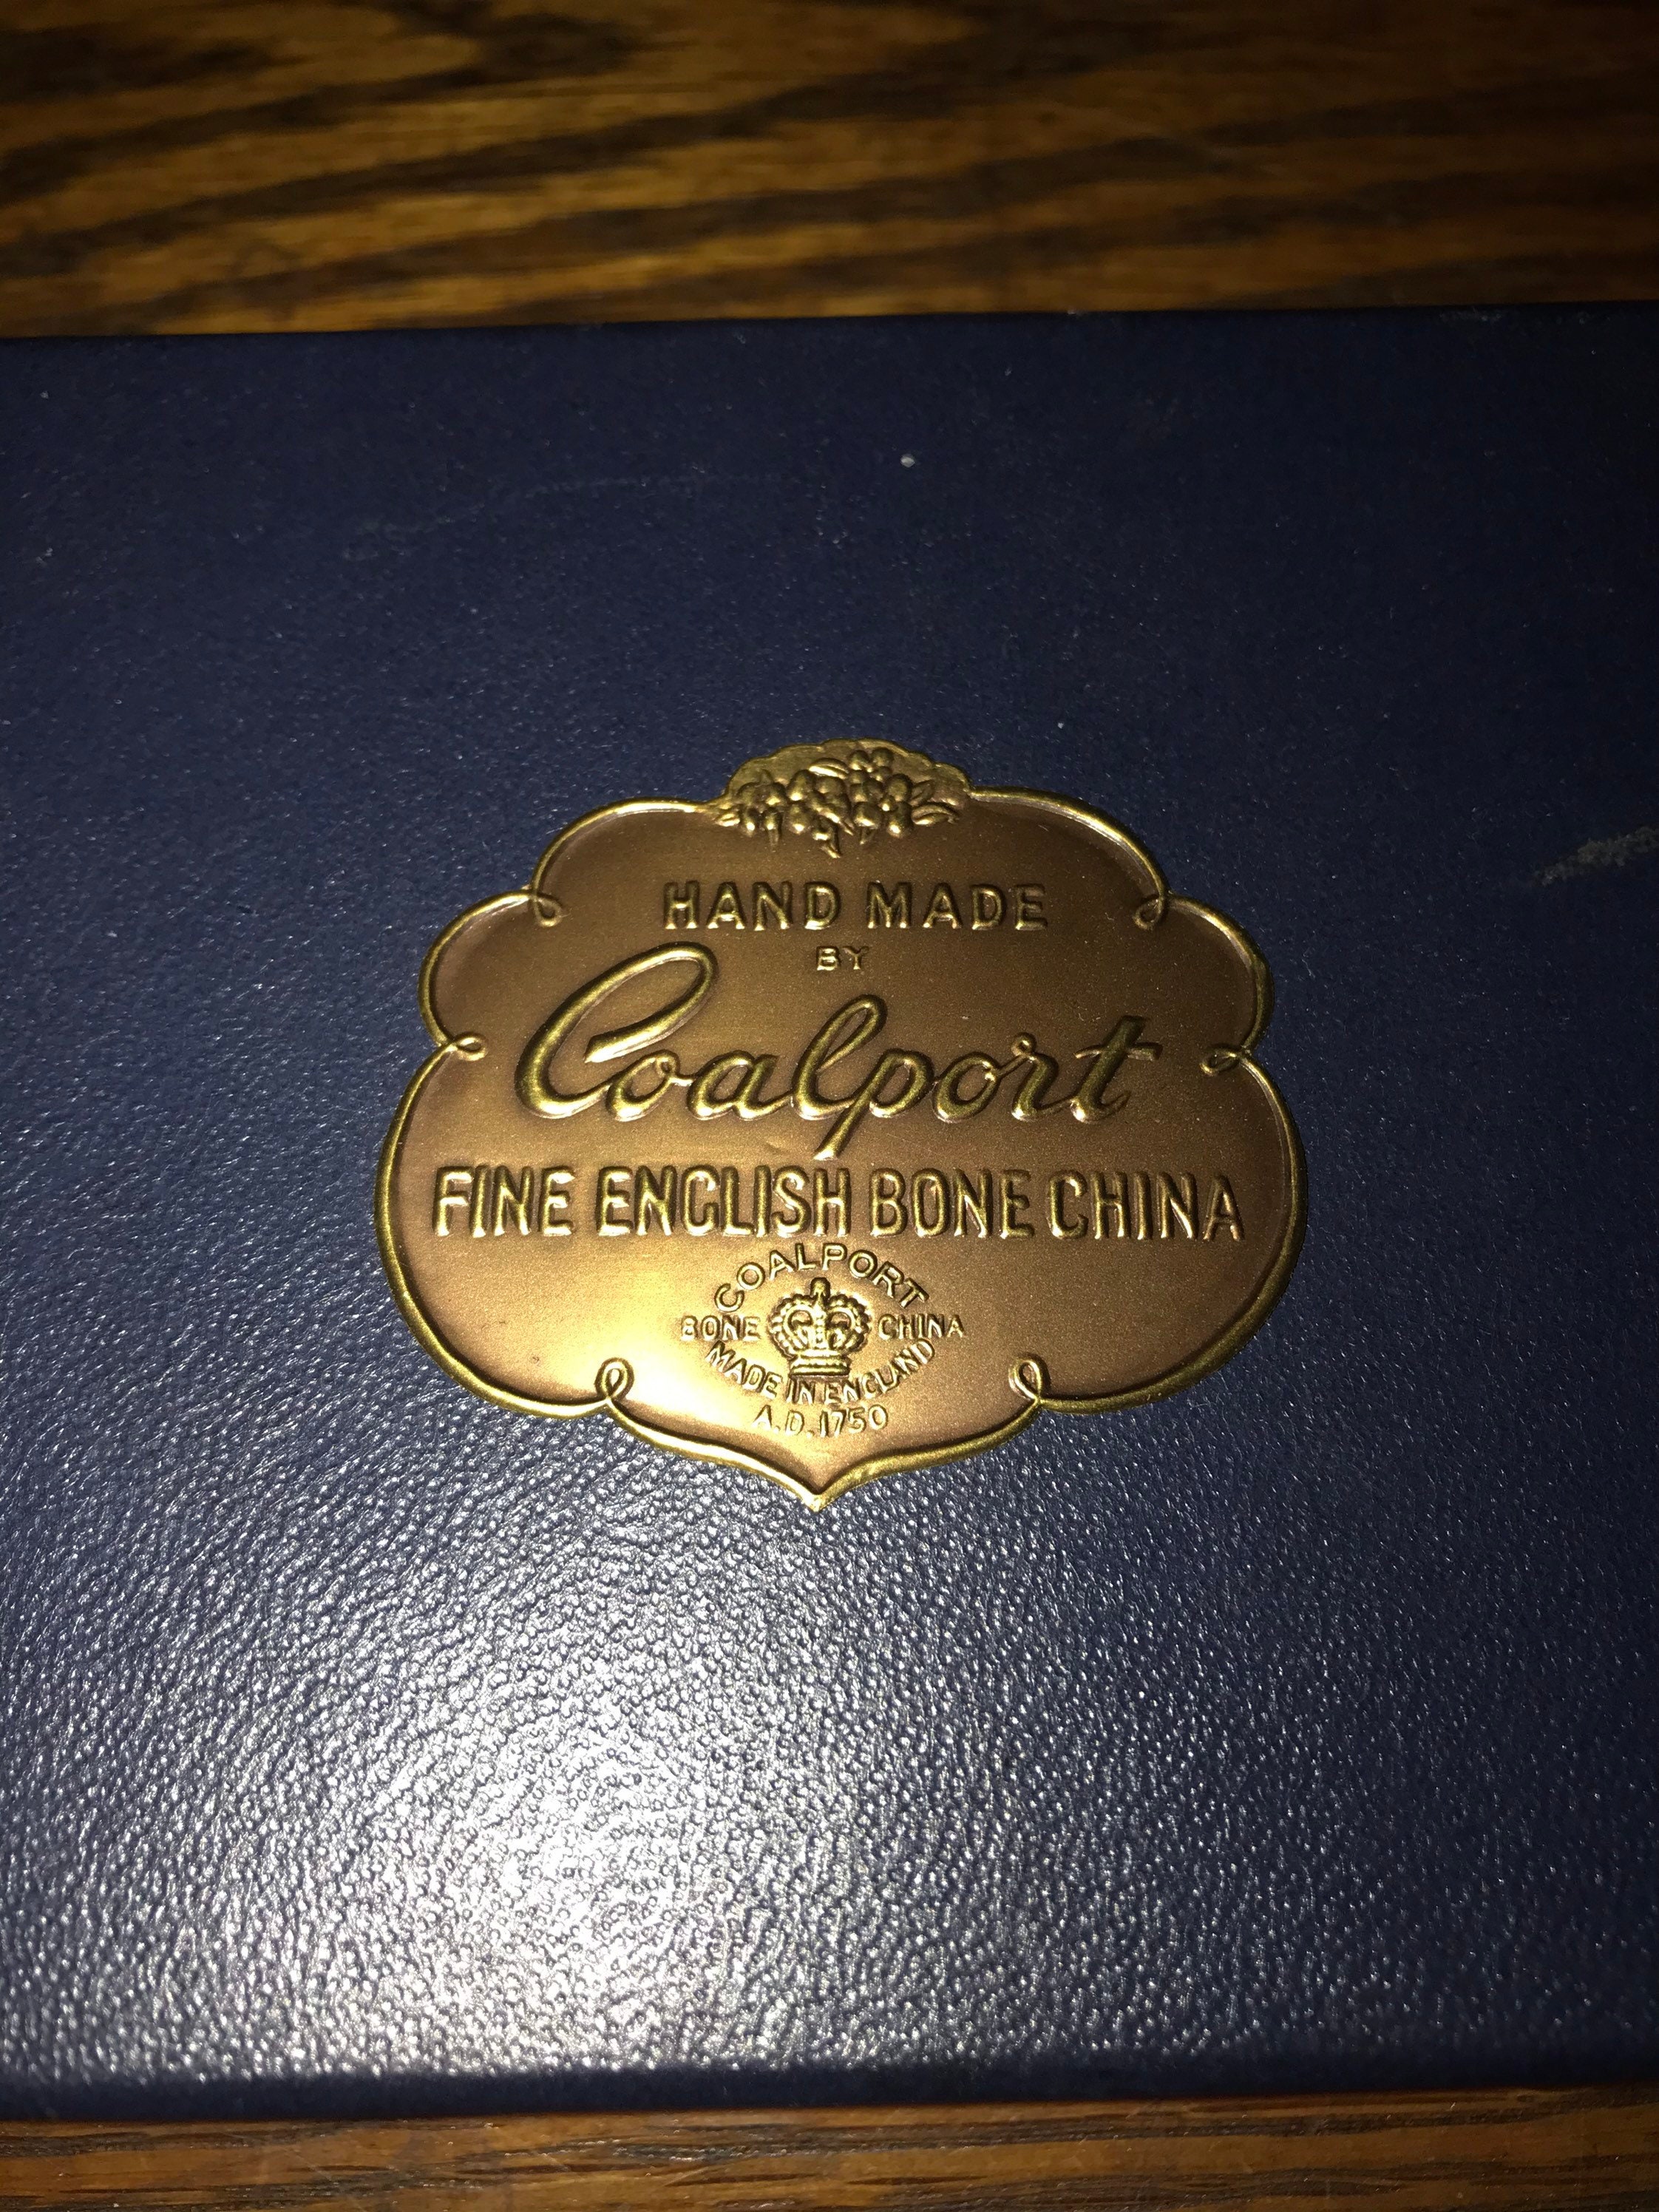 HAND MADE
BY
Coalport
FINE ENGLISH BONE CHINA
COALPORT
BONE CHINA
MADE IN ENGLAND
A.D. 1750